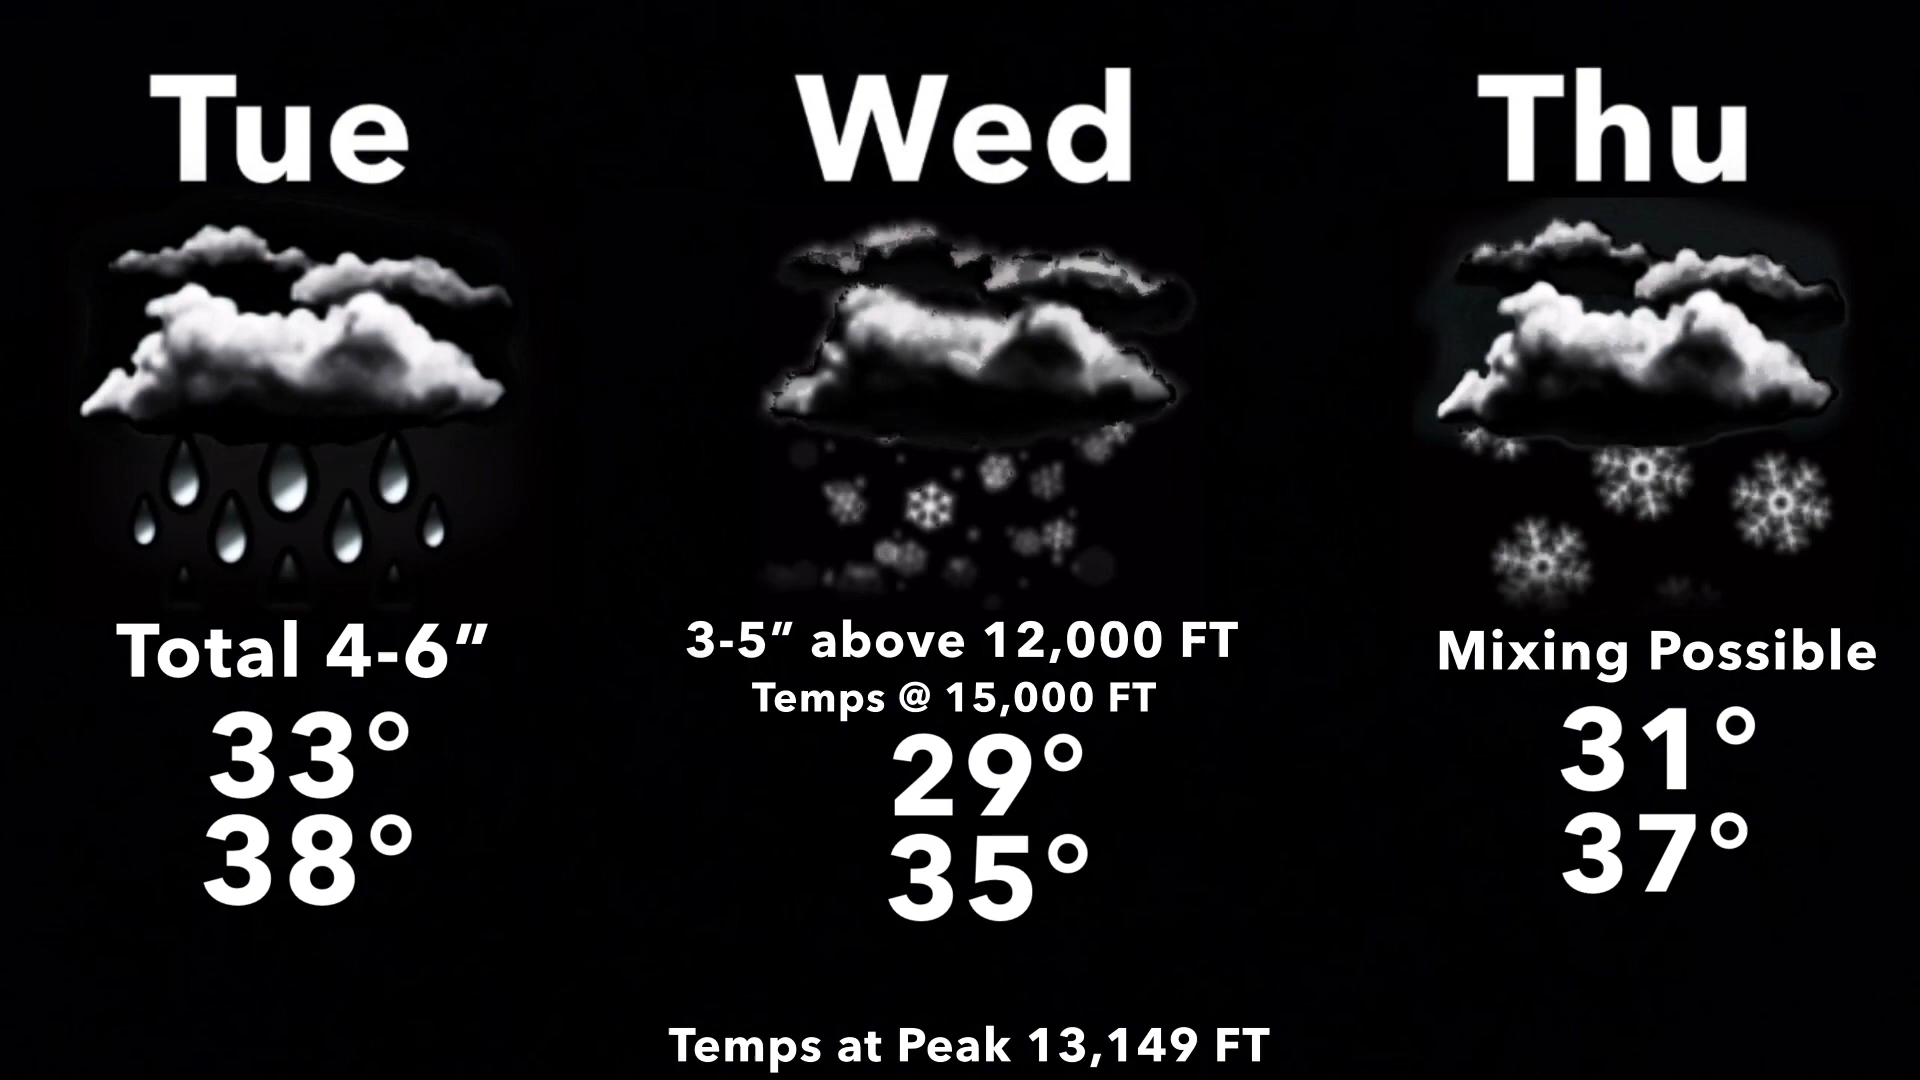 Tue
Wed
Thu
Total 4-6”
3-5” above 12,000 FT
Temps @ 15,000 FT
Mixing Possible
33°
38°
29°
35°
31°
37°
Temps at Peak 13,149 FT